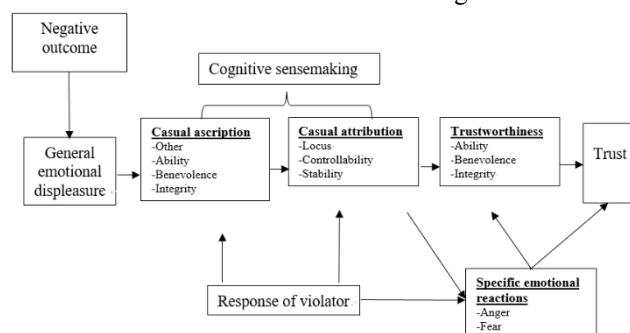 Negative
outcome
Cognitive sensemaking
General
emotional
displeasure
Casual ascription
-Other
-Ability
-Benevolence
-Integrity
Casual attribution
-Locus
-Controllability
-Stability
Trustworthiness
-Ability
-Benevolence
-Integrity
Trust
Response of violator
Specific emotional
reactions
-Anger
-Fear